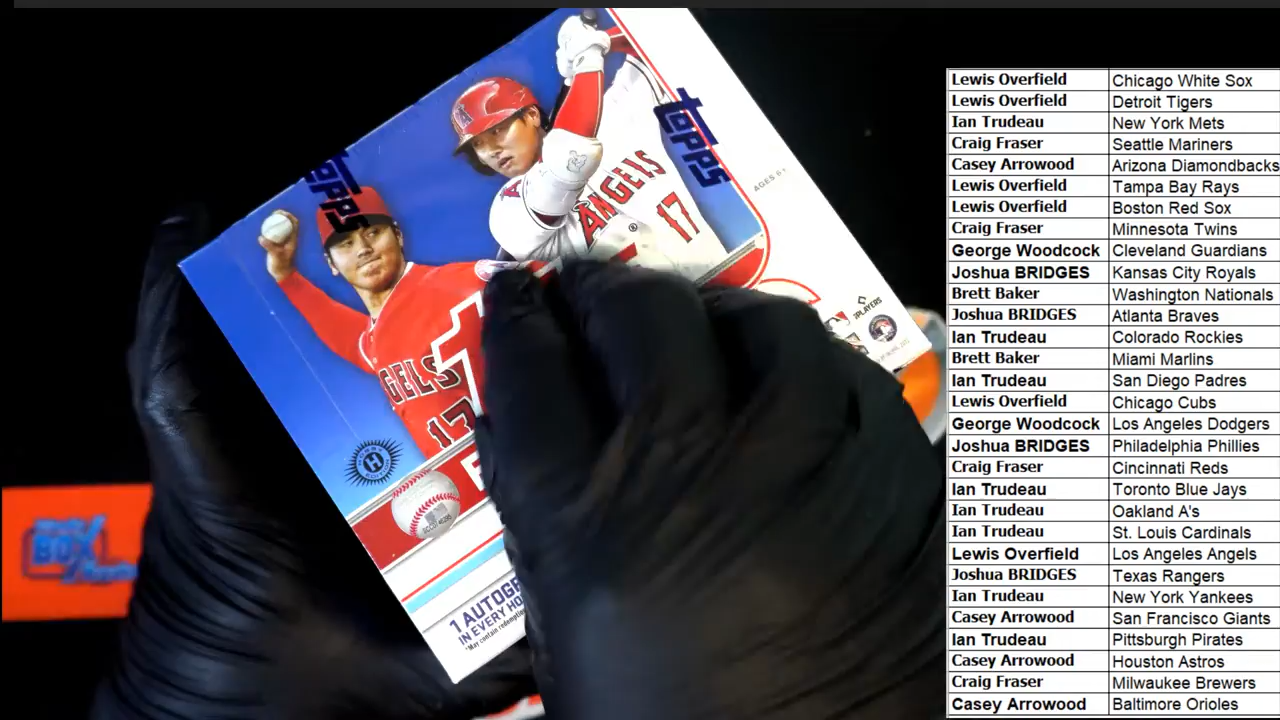 topps
topps
AGES 6+
ANGELS
17
GELS
17
PLAYERS
HOBBY
H
EDITION
1 AUTOGR
IN EVERY HO
*May contain redemption
BOX
Lewis Overfield Chicago White Sox
Lewis Overfield Detroit Tigers
Ian Trudeau New York Mets
Craig Fraser Seattle Mariners
Casey Arrowood Arizona Diamondbacks
Lewis Overfield Tampa Bay Rays
Lewis Overfield Boston Red Sox
Craig Fraser Minnesota Twins
George Woodcock Cleveland Guardians
Joshua BRIDGES Kansas City Royals
Brett Baker Washington Nationals
Joshua BRIDGES Atlanta Braves
Ian Trudeau Colorado Rockies
Brett Baker Miami Marlins
Ian Trudeau San Diego Padres
Lewis Overfield Chicago Cubs
George Woodcock Los Angeles Dodgers
Joshua BRIDGES Philadelphia Phillies
Craig Fraser Cincinnati Reds
Ian Trudeau Toronto Blue Jays
Ian Trudeau Oakland A's
Ian Trudeau St. Louis Cardinals
Lewis Overfield Los Angeles Angels
Joshua BRIDGES Texas Rangers
Ian Trudeau New York Yankees
Casey Arrowood San Francisco Giants
Ian Trudeau Pittsburgh Pirates
Casey Arrowood Houston Astros
Craig Fraser Milwaukee Brewers
Casey Arrowood Baltimore Orioles